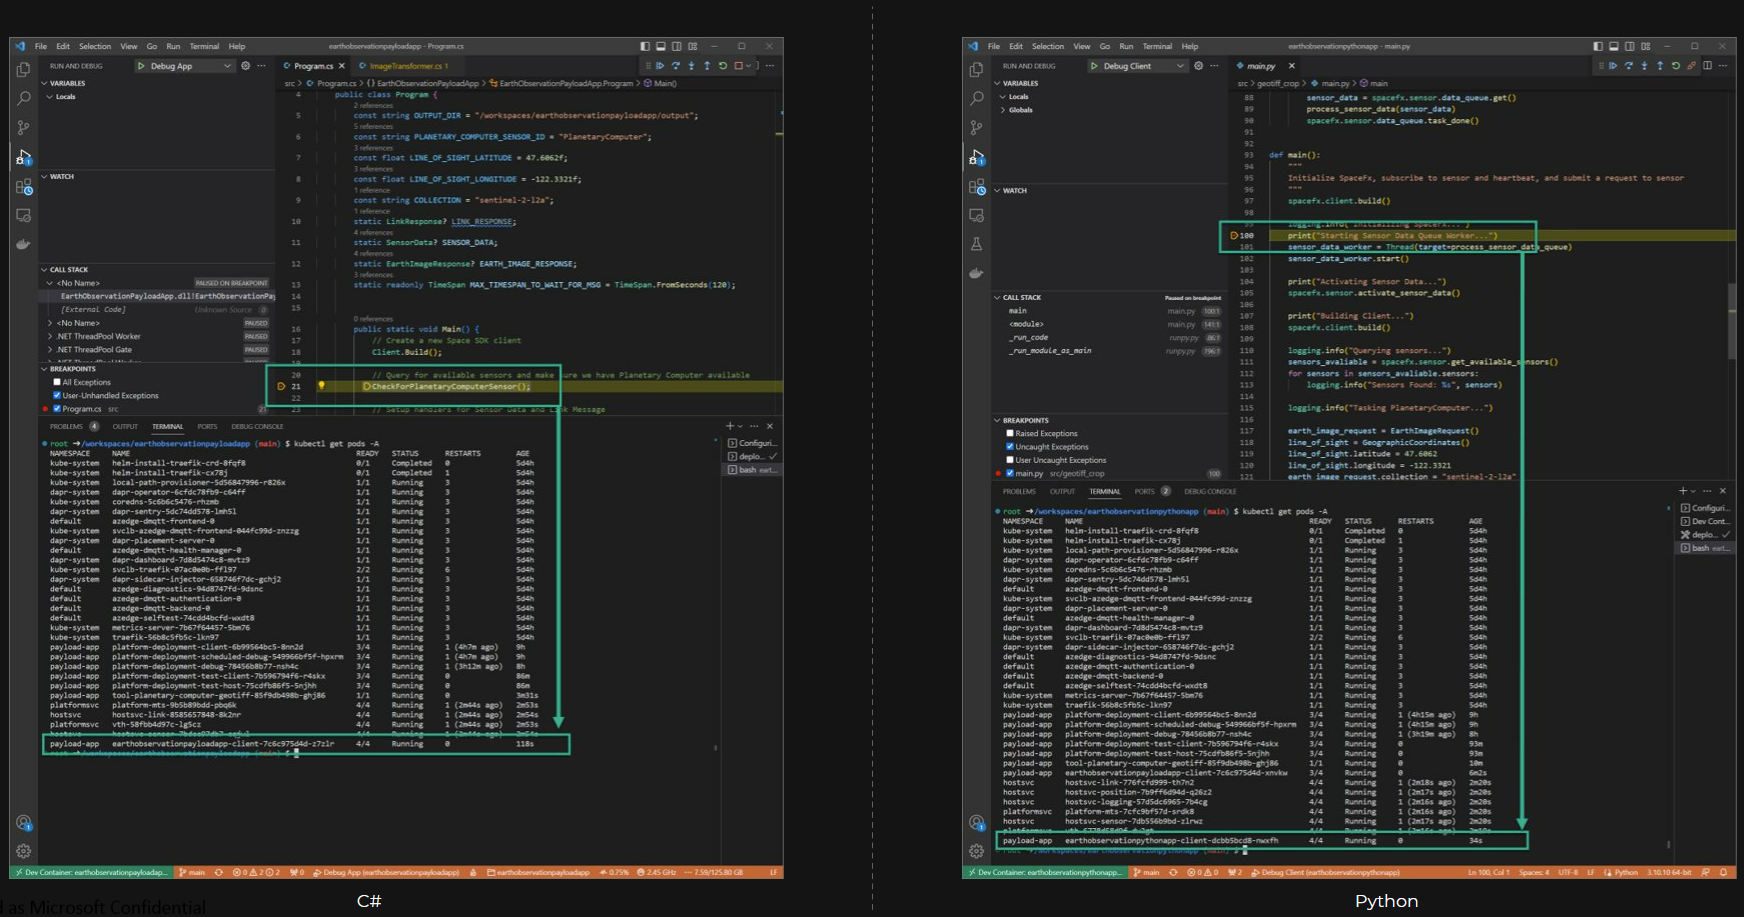 File Edit Selection View Go Run Terminal Help
earthobservationpayloadapp - Program.cs
RUN AND DEBUG Debug App
Program.cs
ImageTransformer.cs 1
VARIABLES
Locals
src > Program.cs > {} EarthObservationPayloadApp > EarthObservationPayloadApp.Program > Main()
4 public class Program {
2 references
5 const string OUTPUT_DIR = "/workspaces/earthobservationpayloadapp/output";
5 references
6 const string PLANETARY_COMPUTER_SENSOR_ID = "PlanetaryComputer";
3 references
7 const float LINE_OF_SIGHT_LATITUDE = 47.6062f;
3 references
8 const float LINE_OF_SIGHT_LONGITUDE = -122.3321f;
1 reference
9 const string COLLECTION = "sentinel-2-l2a";
1 reference
10 static LinkResponse? LINK_RESPONSE;
4 references
11 static SensorData? SENSOR_DATA;
4 references
12 static EarthImageResponse? EARTH_IMAGE_RESPONSE;
3 references
13 static readonly TimeSpan MAX_TIMESPAN_TO_WAIT_FOR_MSG = TimeSpan.FromSeconds(120);
14
15
0 references
16 public static void Main() {
17 // Create a new Space SDK client
18 Client.Build();
20 // Query for available sensors and make sure we have Planetary Computer available
21 CheckForPlanetaryComputerSensor();
22
23 // Setup handlers for Sensor Data and Link Message
WATCH
CALL STACK
<No Name> PAUSED ON BREAKPOINT
EarthObservationPayloadApp.dll!EarthObservationPay
[External Code] Unknown Source 0
<No Name> PAUSED
.NET ThreadPool Worker PAUSED
.NET ThreadPool Gate PAUSED
BREAKPOINTS
All Exceptions
User-Unhandled Exceptions
Program.cs src 21
PROBLEMS 4 OUTPUT TERMINAL PORTS DEBUG CONSOLE
root ➜/workspaces/earthobservationpayloadapp (main) $ kubectl get pods -A
NAMESPACE NAME READY STATUS RESTARTS AGE
kube-system helm-install-traefik-crd-8fqf8 0/1 Completed 0 5d4h
kube-system helm-install-traefik-cx78j 0/1 Completed 1 5d4h
kube-system local-path-provisioner-5d56847996-r826x 1/1 Running 3 5d4h
dapr-system dapr-operator-6cfdc78fb9-c64ff 1/1 Running 3 5d4h
kube-system coredns-5c6b6c5476-rhzmb 1/1 Running 3 5d4h
dapr-system dapr-sentry-5dc74dd578-lmh5l 1/1 Running 3 5d4h
default azedge-dmqtt-frontend-0 1/1 Running 3 5d4h
kube-system svclb-azedge-dmqtt-frontend-044fc99d-znzzg 1/1 Running 3 5d4h
dapr-system dapr-placement-server-0 1/1 Running 3 5d4h
default azedge-dmqtt-health-manager-0 1/1 Running 3 5d4h
dapr-system dapr-dashboard-7d8d5474c8-mvtz9 1/1 Running 3 5d4h
kube-system svclb-traefik-07ac0e0b-ffl97 2/2 Running 6 5d4h
dapr-system dapr-sidecar-injector-658746f7dc-gchj2 1/1 Running 3 5d4h
default azedge-diagnostics-94d8747fd-9dsnc 1/1 Running 3 5d4h
default azedge-dmqtt-authentication-0 1/1 Running 3 5d4h
default azedge-dmqtt-backend-0 1/1 Running 3 5d4h
default azedge-selftest-74cdd4bcfd-wxdt8 1/1 Running 3 5d4h
kube-system metrics-server-7b67f64457-5bm76 1/1 Running 3 5d4h
kube-system traefik-56b8c5fb5c-lkn97 1/1 Running 3 5d4h
payload-app platform-deployment-client-6b99564bc5-8nn2d 3/4 Running 1 (4h7m ago) 9h
payload-app platform-deployment-scheduled-debug-549966bf5f-hpxrm 3/4 Running 1 (4h7m ago) 9h
payload-app platform-deployment-debug-78456b8b77-nsh4c 3/4 Running 1 (3h12m ago) 8h
payload-app platform-deployment-test-client-7b596794f6-r4skx 3/4 Running 0 86m
payload-app platform-deployment-test-host-75cdfb86f5-5njhh 3/4 Running 0 86m
payload-app tool-planetary-computer-geotiff-85f9db498b-ghj86 1/1 Running 0 3m31s
platformsvc platform-mts-9b5b89bdd-pbq6k 4/4 Running 1 (2m44s ago) 2m53s
hostsvc hostsvc-link-8585657848-8k2nr 4/4 Running 1 (2m44s ago) 2m54s
platformsvc vth-58fbb4d97c-lg5cz 4/4 Running 1 (2m44s ago) 2m53s
payload-app earthobservationpayloadapp-client-7c6c975d4d-z7zlr 4/4 Running 0 118s
Configuri...
deplo...
bash eart...
Dev Container: earthobservationpayloadap... main 0 2 2 0 Debug App (earthobservationpayloadapp) earthobservationpayloadapp 0.75% 2.45 GHz 7.59/125.80 GB LF
C#
d as Microsoft Confidential
File Edit Selection View Go Run Terminal Help
earthobservationpythonapp - main.py
RUN AND DEBUG Debug Client
main.py
VARIABLES
Locals
Globals
src > geotiff_crop > main.py > main
88 sensor_data = spacefx.sensor.data_queue.get()
89 process_sensor_data(sensor_data)
90 spacefx.sensor.data_queue.task_done()
91
92
93 def main():
94 """
95 Initialize SpaceFx, subscribe to sensor and heartbeat, and submit a request to sensor
96 """
97 spacefx.client.build()
98
100 print("Starting Sensor Data Queue Worker...")
101 sensor_data_worker = Thread(target=process_sensor_data_queue)
102 sensor_data_worker.start()
103
104 print("Activating Sensor Data...")
105 spacefx.sensor.activate_sensor_data()
106
107 print("Building Client...")
108 spacefx.client.build()
109
110 logging.info("Querying sensors...")
111 sensors_avaliable = spacefx.sensor.get_available_sensors()
112 for sensors in sensors_avaliable.sensors:
113 logging.info("Sensors Found: %s", sensors)
114
115 logging.info("Tasking PlanetaryComputer...")
116
117 earth_image_request = EarthImageRequest()
118 line_of_sight = GeographicCoordinates()
119 line_of_sight.latitude = 47.6062
120 line_of_sight.longitude = -122.3321
121 earth_image_request.collection = "sentinel-2-l2a"
WATCH
CALL STACK Paused on breakpoint
main main.py 100:1
<module> main.py 141:1
_run_code runpy.py 86:1
_run_module_as_main runpy.py 196:1
BREAKPOINTS
Raised Exceptions
Uncaught Exceptions
User Uncaught Exceptions
main.py src/geotiff_crop 100
PROBLEMS OUTPUT TERMINAL PORTS 2 DEBUG CONSOLE
root ➜/workspaces/earthobservationpythonapp (main) $ kubectl get pods -A
NAMESPACE NAME READY STATUS RESTARTS AGE
kube-system helm-install-traefik-crd-8fqf8 0/1 Completed 0 5d4h
kube-system helm-install-traefik-cx78j 0/1 Completed 1 5d4h
kube-system local-path-provisioner-5d56847996-r826x 1/1 Running 3 5d4h
dapr-system dapr-operator-6cfdc78fb9-c64ff 1/1 Running 3 5d4h
kube-system coredns-5c6b6c5476-rhzmb 1/1 Running 3 5d4h
dapr-system dapr-sentry-5dc74dd578-lmh5l 1/1 Running 3 5d4h
default azedge-dmqtt-frontend-0 1/1 Running 3 5d4h
kube-system svclb-azedge-dmqtt-frontend-044fc99d-znzzg 1/1 Running 3 5d4h
dapr-system dapr-placement-server-0 1/1 Running 3 5d4h
default azedge-dmqtt-health-manager-0 1/1 Running 3 5d4h
dapr-system dapr-dashboard-7d8d5474c8-mvtz9 1/1 Running 3 5d4h
kube-system svclb-traefik-07ac0e0b-ffl97 2/2 Running 6 5d4h
dapr-system dapr-sidecar-injector-658746f7dc-gchj2 1/1 Running 3 5d4h
default azedge-diagnostics-94d8747fd-9dsnc 1/1 Running 3 5d4h
default azedge-dmqtt-authentication-0 1/1 Running 3 5d4h
default azedge-dmqtt-backend-0 1/1 Running 3 5d4h
default azedge-selftest-74cdd4bcfd-wxdt8 1/1 Running 3 5d4h
kube-system metrics-server-7b67f64457-5bm76 1/1 Running 3 5d4h
kube-system traefik-56b8c5fb5c-lkn97 1/1 Running 3 5d4h
payload-app platform-deployment-client-6b99564bc5-8nn2d 3/4 Running 1 (4h15m ago) 9h
payload-app platform-deployment-scheduled-debug-549966bf5f-hpxrm 3/4 Running 1 (4h14m ago) 9h
payload-app platform-deployment-debug-78456b8b77-nsh4c 3/4 Running 1 (3h19m ago) 8h
payload-app platform-deployment-test-client-7b596794f6-r4skx 3/4 Running 0 93m
payload-app platform-deployment-test-host-75cdfb86f5-5njhh 3/4 Running 0 93m
payload-app tool-planetary-computer-geotiff-85f9db498b-ghj86 1/1 Running 0 10m
payload-app earthobservationpayloadapp-client-7c6c975d4d-xnvkw 3/4 Running 0 6m2s
hostsvc hostsvc-link-776fcfd999-th7n2 4/4 Running 1 (2m18s ago) 2m20s
hostsvc hostsvc-position-7b9ff6d94d-q26z2 4/4 Running 1 (2m17s ago) 2m20s
hostsvc hostsvc-logging-57d5dc6965-7b4cg 4/4 Running 1 (2m16s ago) 2m20s
platformsvc platform-mts-7cfc9bf57d-srdk8 4/4 Running 1 (2m16s ago) 2m20s
hostsvc hostsvc-sensor-7db556b9bd-zlrwz 4/4 Running 1 (2m17s ago) 2m20s
payload-app earthobservationpythonapp-client-dcbb5bcd8-nwxfh 4/4 Running 0 34s
Configuri...
Dev Cont...
deplo...
bash eart...
Dev Container: earthobservationpythonapp... main 0 0 2 Debug Client (earthobservationpythonapp) Ln 100, Col 1 Spaces: 4 UTF-8 LF Python 3.10.10 64-bit
Python